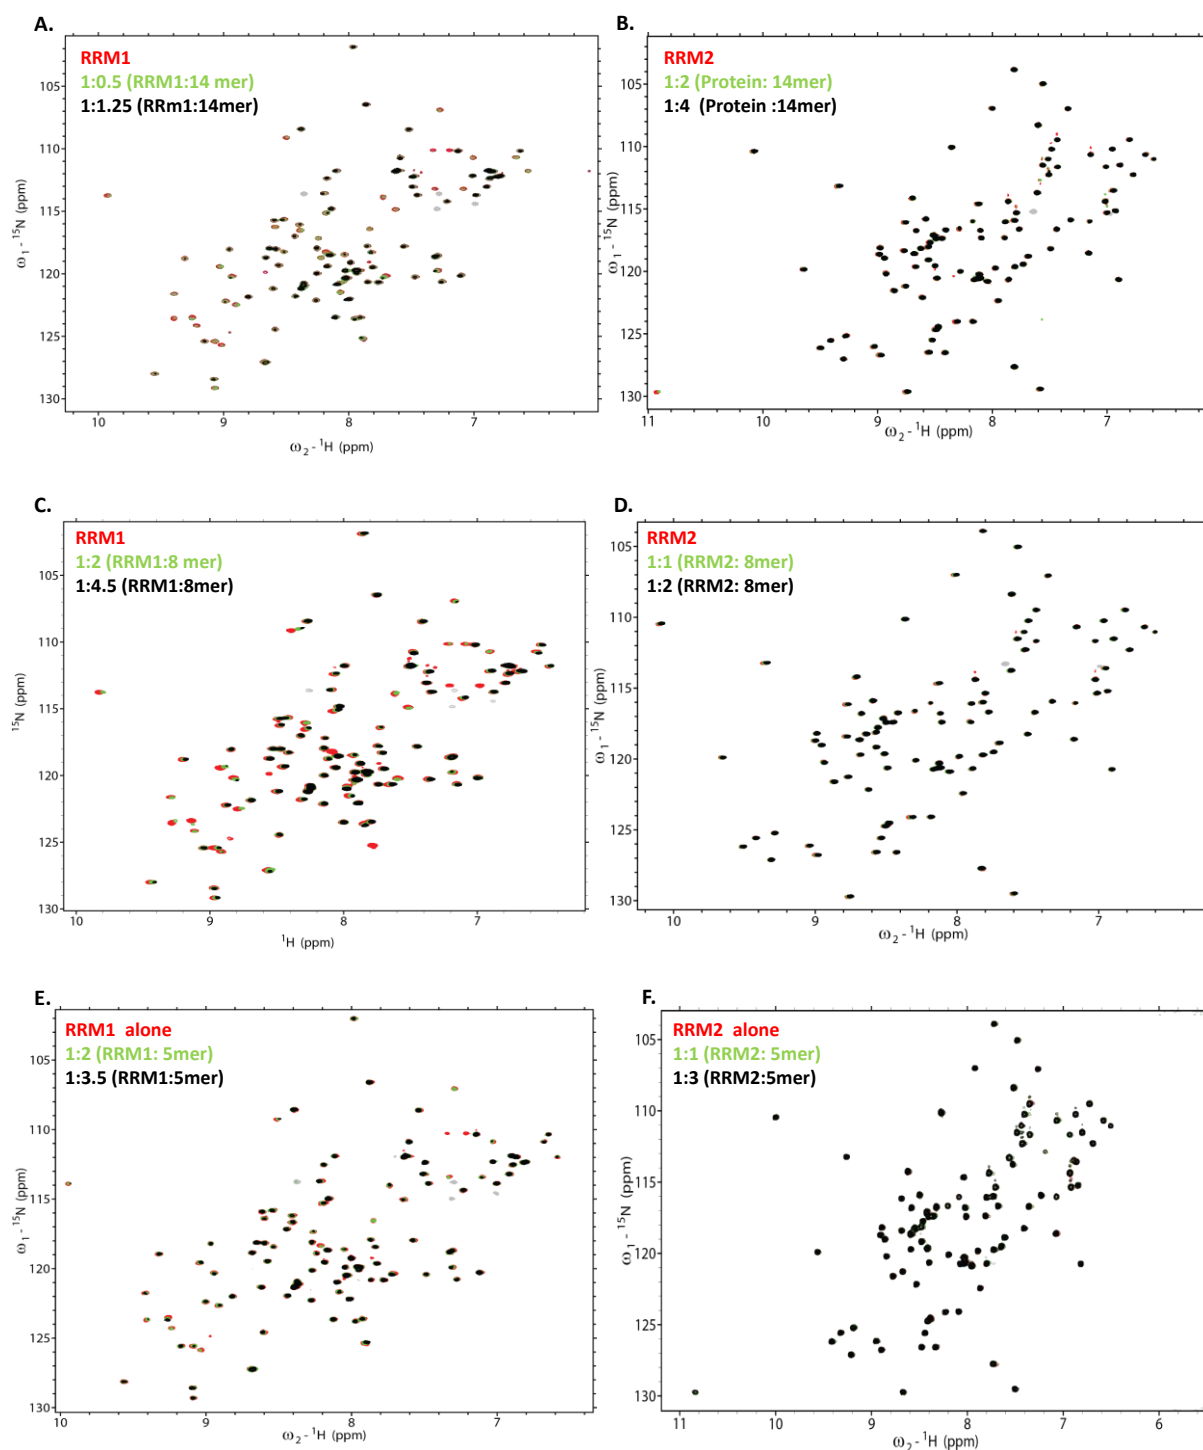 A.
RRM1
1:0.5 (RRM1:14 mer)
1:1.25 (RRm1:14mer)
105
110
115
120
125
130
10
9
8
7
ω1 - 15N (ppm)
ω2 - 1H (ppm)
B.
RRM2
1:2 (Protein: 14mer)
1:4 (Protein :14mer)
105
110
115
120
125
130
11
10
9
8
7
ω1 - 15N (ppm)
ω2 - 1H (ppm)
C.
RRM1
1:2 (RRM1:8 mer)
1:4.5 (RRM1:8mer)
105
110
115
120
125
130
10
9
8
7
15N (ppm)
1H (ppm)
D.
RRM2
1:1 (RRM2: 8mer)
1:2 (RRM2: 8mer)
105
110
115
120
125
130
10
9
8
7
ω1 - 15N (ppm)
ω2 - 1H (ppm)
E.
RRM1 alone
1:2 (RRM1: 5mer)
1:3.5 (RRM1:5mer)
105
110
115
120
125
130
10
9
8
7
ω1 - 15N (ppm)
ω2 - 1H (ppm)
F.
RRM2 alone
1:1 (RRM2: 5mer)
1:3 (RRM2:5mer)
105
110
115
120
125
130
11
10
9
8
7
6
ω1 - 15N (ppm)
ω2 - 1H (ppm)